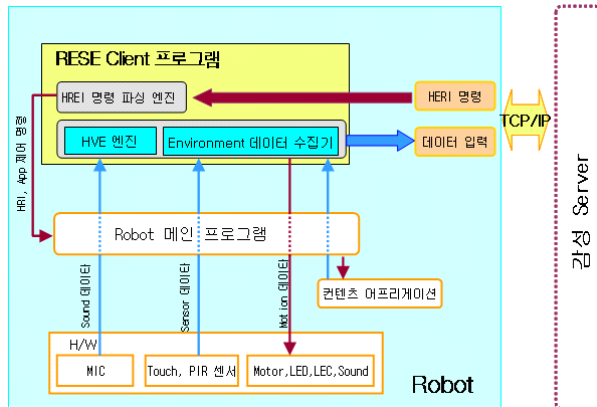 RESE Client 프로그램
HREI 명령 파싱 엔진
HERI 명령
TCP/IP
HVE 엔진
Environment 데이터 수집기
데이터 입력
HRI, App 제어 명령
Robot 메인 프로그램
Sound 데이타
Sensor 데이타
Motion 데이타
컨텐츠 어프리게이션
H/W
MIC
Touch, PIR 센서
Motor,LED,LEC,Sound
Robot
감성 Server